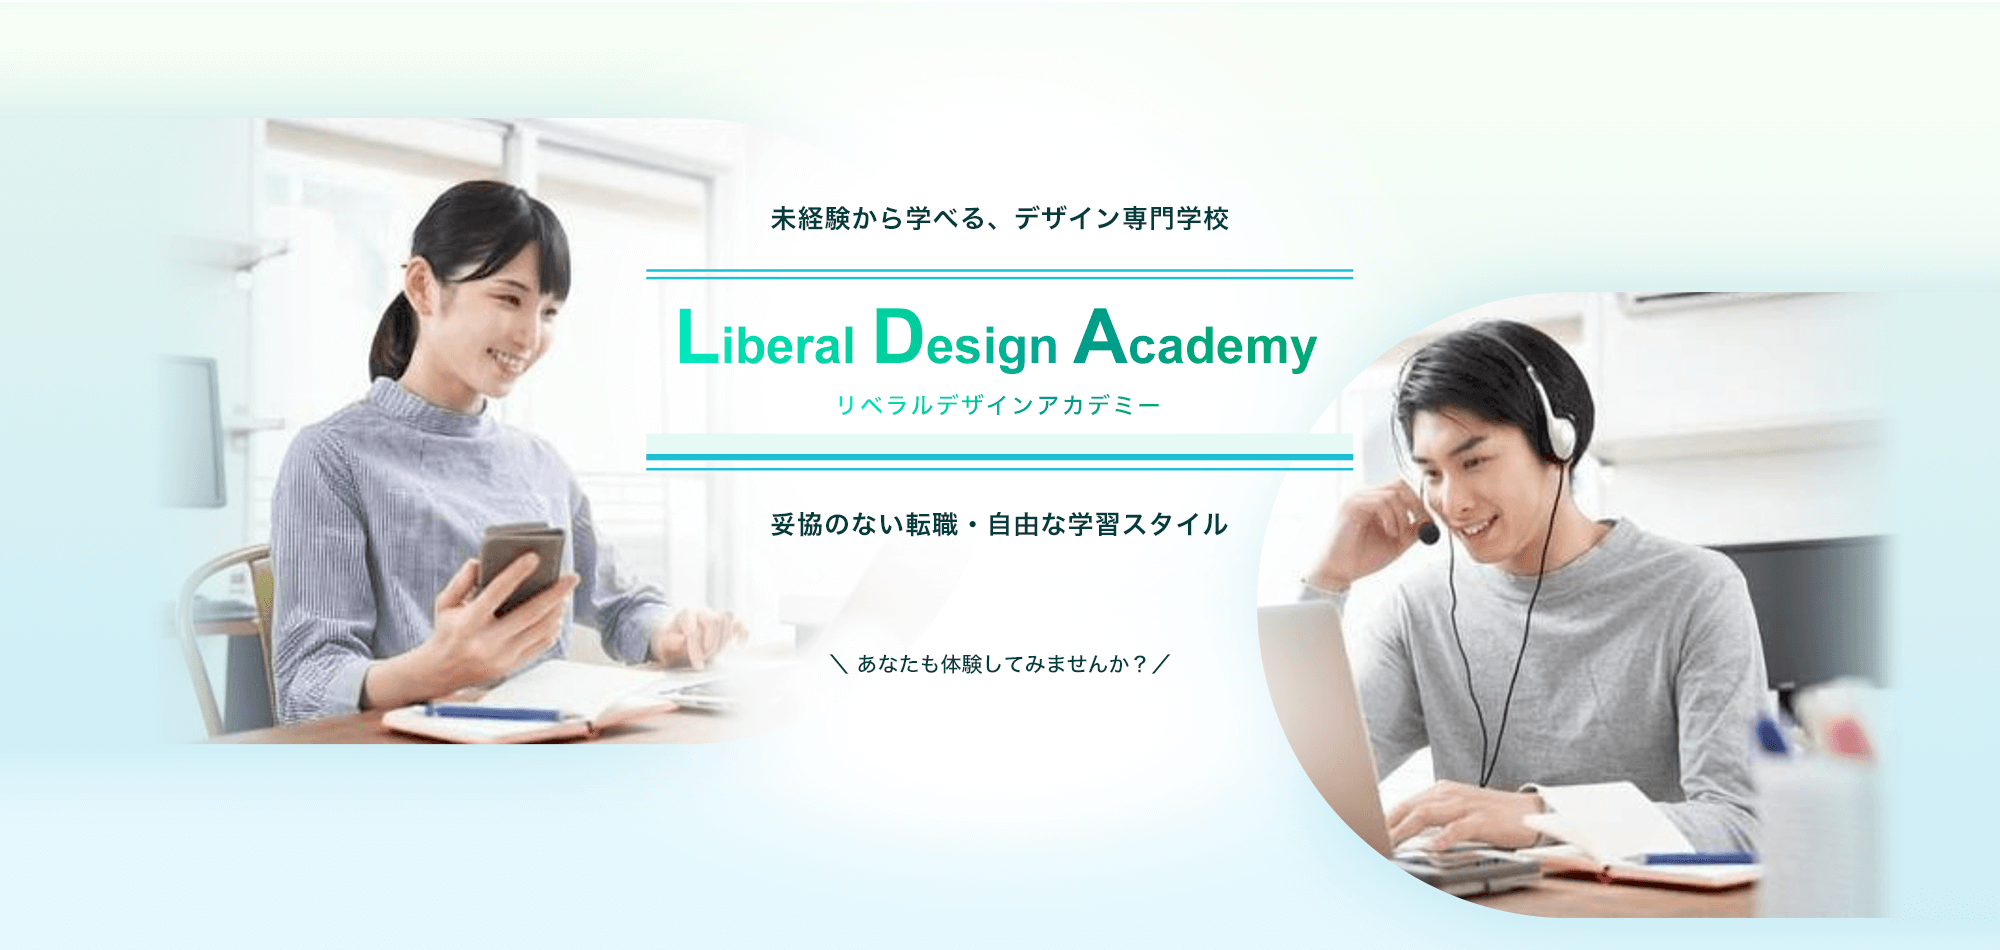 未経験から学べる、デザイン専門学校
Liberal Design Academy
リベラルデザインアカデミー
妥協のない転職・自由な学習スタイル
＼ あなたも体験してみませんか？／